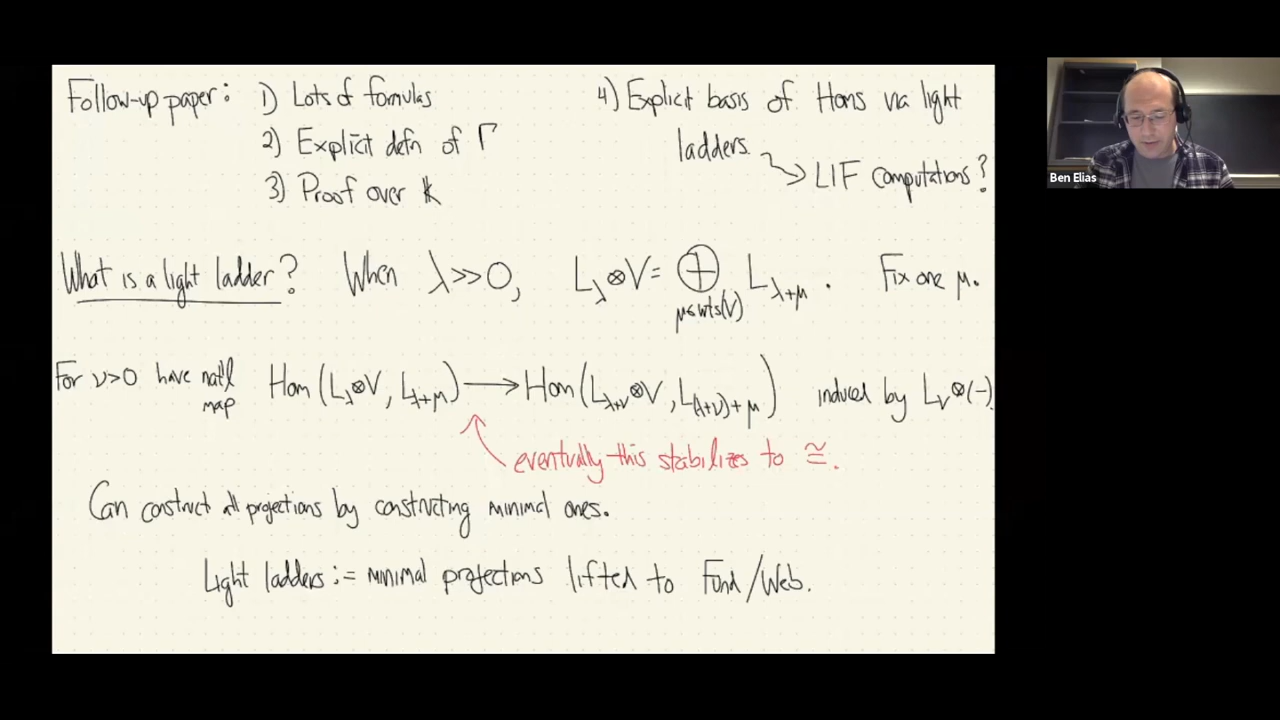 Follow-up paper: 1) Lots of formulas
2) Explicit defn of Γ
3) Proof over 𝕜
4) Explicit basis of Homs via light
ladders. → LIF computations?
What is a light ladder? When λ>>0, L_λ⊗V = ⊕_{μ∈wts(V)} L_{λ+μ}. Fix one μ.
For ν>0 have nat'l map Hom(L_λ⊗V, L_{λ+μ}) → Hom(L_{λ+ν}⊗V, L_{(λ+ν)+μ}) induced by L_ν⊗(-).
eventually this stabilizes to ≅.
Can construct all projections by constructing minimal ones.
Light ladders := minimal projections lifted to Fund/Web.
Ben Elias